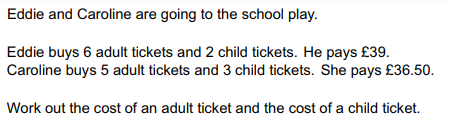 Eddie and Caroline are going to the school play.
Eddie buys 6 adult tickets and 2 child tickets. He pays £39.
Caroline buys 5 adult tickets and 3 child tickets. She pays £36.50.
Work out the cost of an adult ticket and the cost of a child ticket.